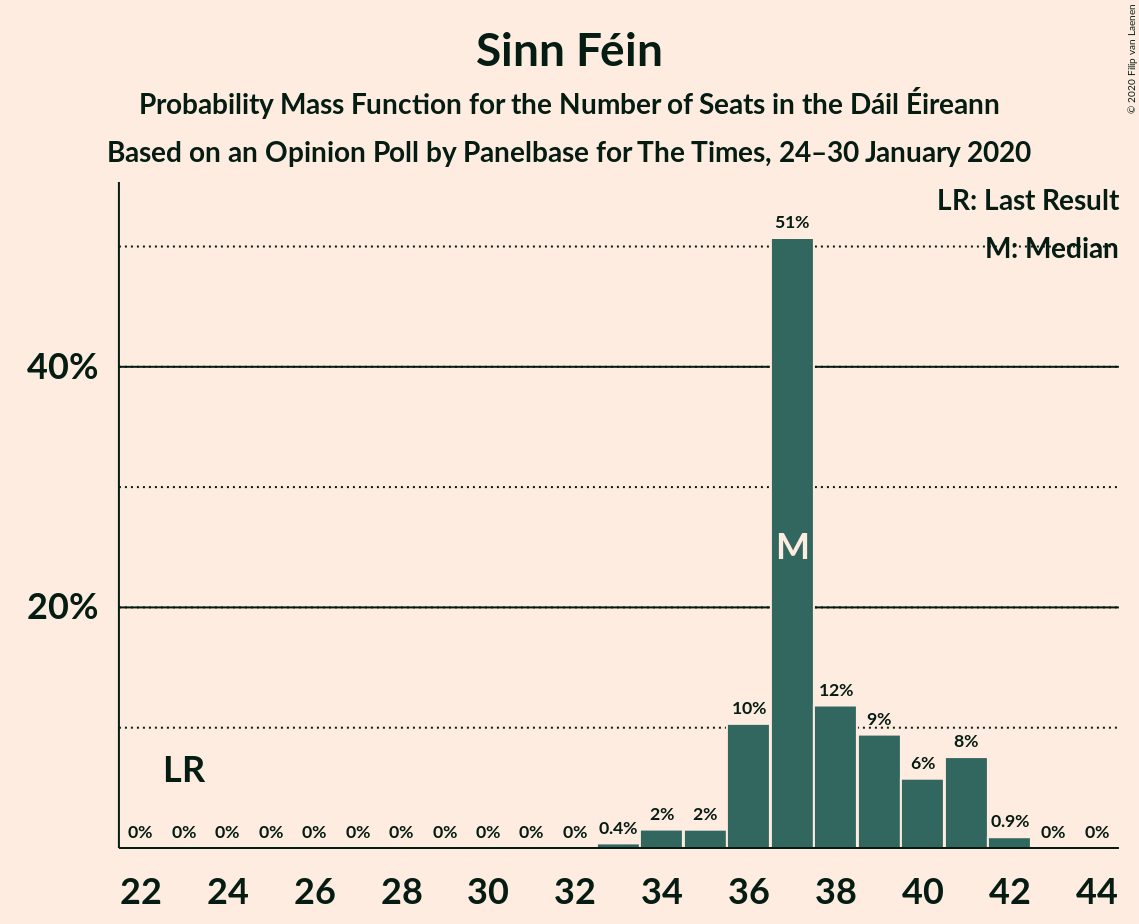 Sinn Féin
Probability Mass Function for the Number of Seats in the Dáil Éireann
Based on an Opinion Poll by Panelbase for The Times, 24–30 January 2020
© 2020 Filip van Laenen
LR: Last Result
M: Median
51%
40%
M
20%
12%
10%
9%
8%
6%
LR
0% 0% 0% 0% 0% 0% 0% 0% 0% 0% 0% 0.4% 2% 2% 0.9% 0% 0%
22 24 26 28 30 32 34 36 38 40 42 44